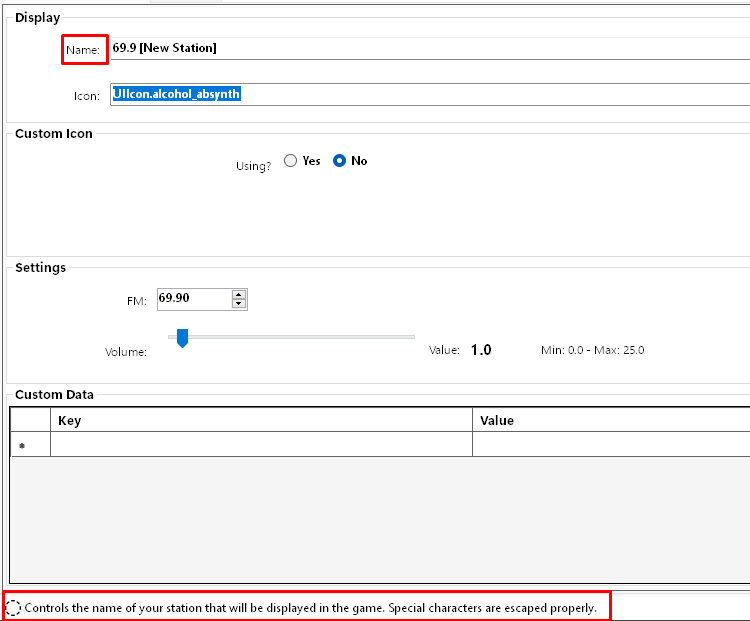 Display
Name: 69.9 [New Station]
Icon: UIIcon.alcohol_absynth
Custom Icon
Using? Yes No
Settings
FM: 69.90
Volume: Value: 1.0 Min: 0.0 - Max: 25.0
Custom Data
Key Value
*
Controls the name of your station that will be displayed in the game. Special characters are escaped properly.